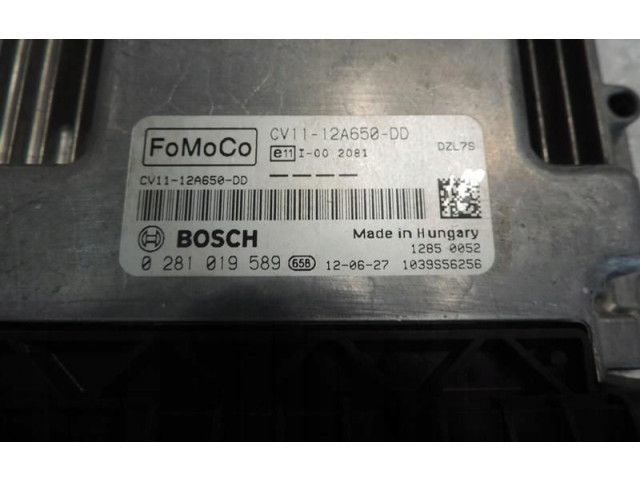 FoMoCo CV11-12A650-DD
e11 I-00 2081 DZL7S
CV11-12A650-DD ————
BOSCH Made in Hungary
1285 0052
0 281 019 589 65B 12-06-27 1039S56256